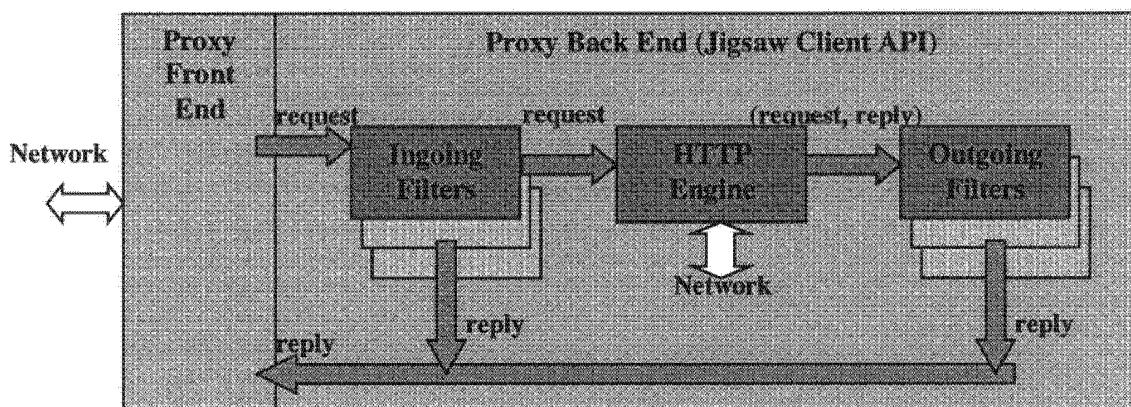 Proxy
Front
End
Proxy Back End (Jigsaw Client API)
request
request
(request, reply)
Network
Ingoing
Filters
HTTP
Engine
Outgoing
Filters
Network
reply
reply
reply